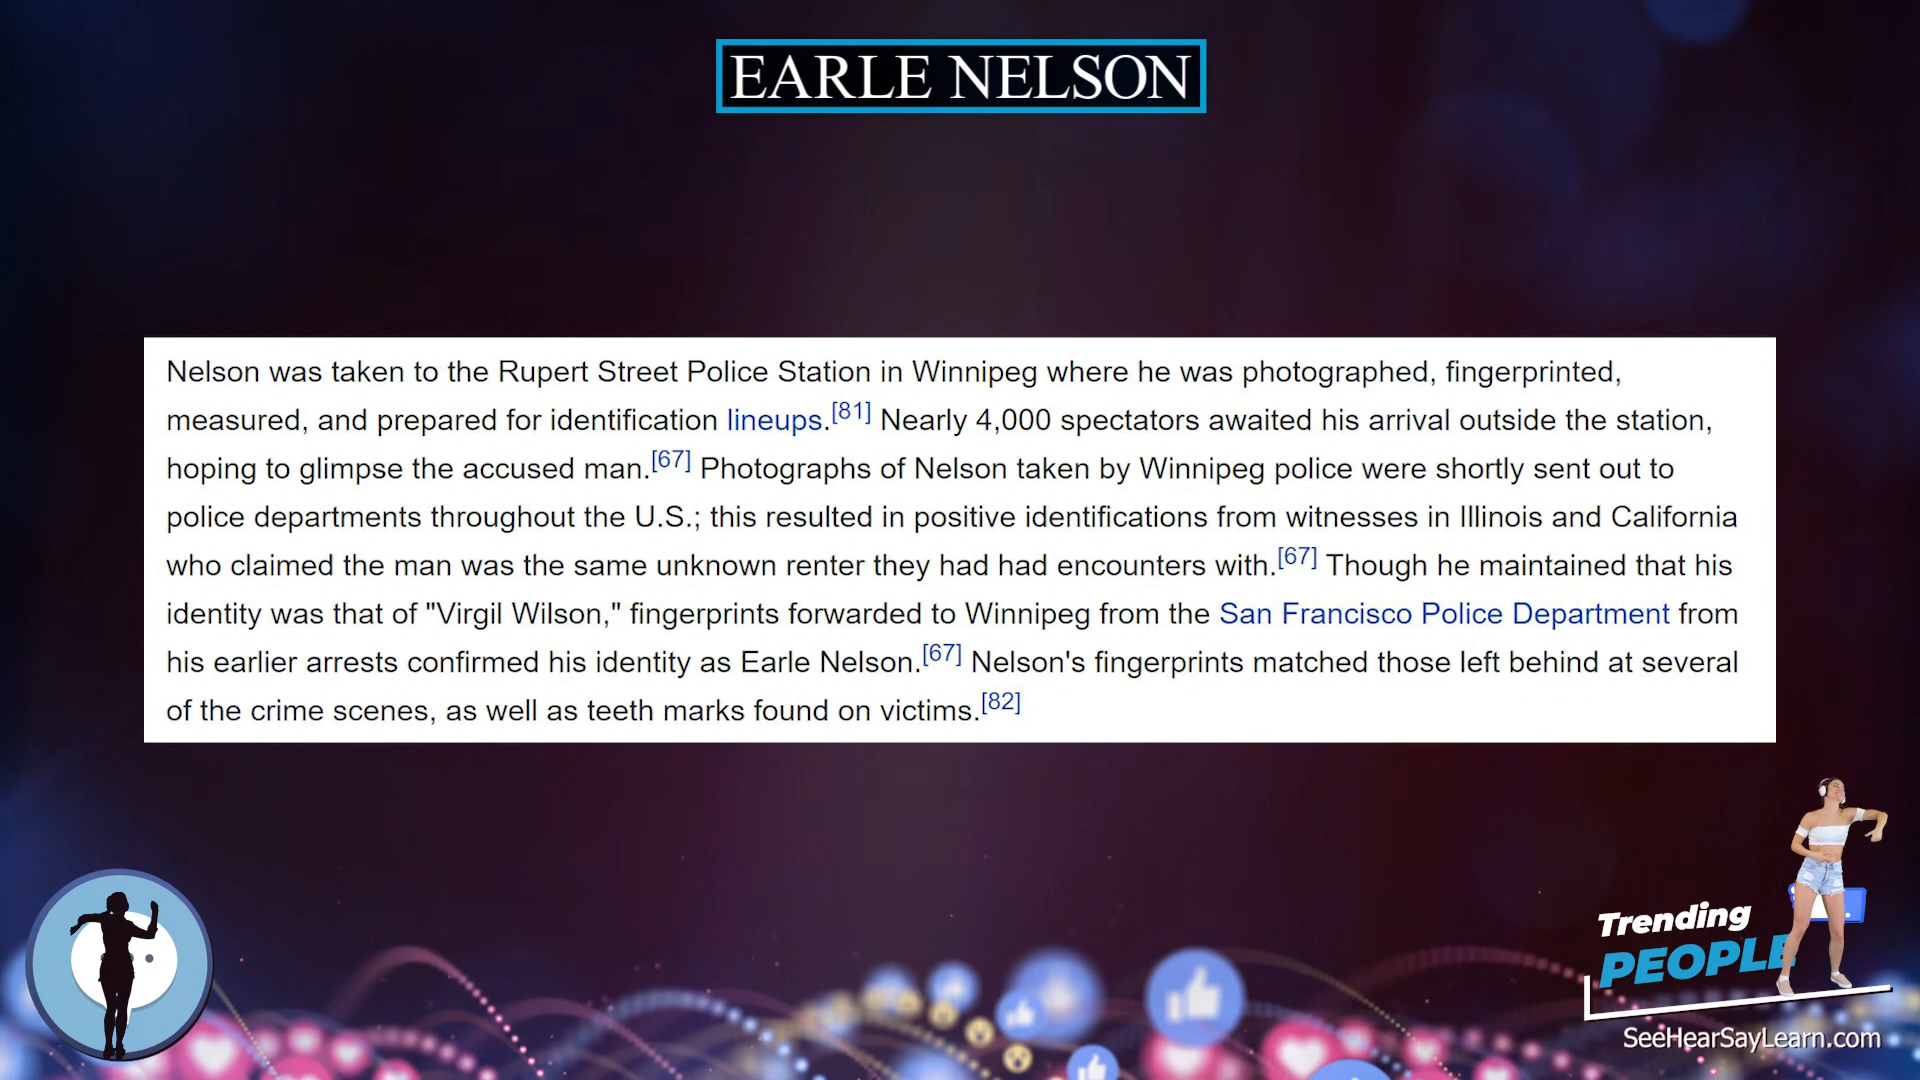 EARLE NELSON
Nelson was taken to the Rupert Street Police Station in Winnipeg where he was photographed, fingerprinted,
measured, and prepared for identification lineups.[81] Nearly 4,000 spectators awaited his arrival outside the station,
hoping to glimpse the accused man.[67] Photographs of Nelson taken by Winnipeg police were shortly sent out to
police departments throughout the U.S.; this resulted in positive identifications from witnesses in Illinois and California
who claimed the man was the same unknown renter they had had encounters with.[67] Though he maintained that his
identity was that of "Virgil Wilson," fingerprints forwarded to Winnipeg from the San Francisco Police Department from
his earlier arrests confirmed his identity as Earle Nelson.[67] Nelson's fingerprints matched those left behind at several
of the crime scenes, as well as teeth marks found on victims.[82]
Trending
PEOPLE
SeeHearSayLearn.com